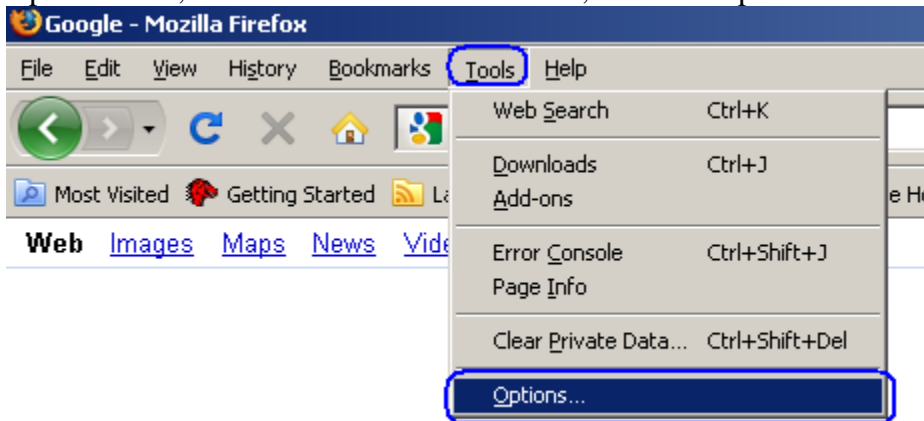 Google - Mozilla Firefox
File Edit View History Bookmarks Tools Help
Web Search Ctrl+K
Downloads Ctrl+J
Most Visited Getting Started
Add-ons
Web Images Maps News
Error Console Ctrl+Shift+J
Page Info
Clear Private Data... Ctrl+Shift+Del
Options...